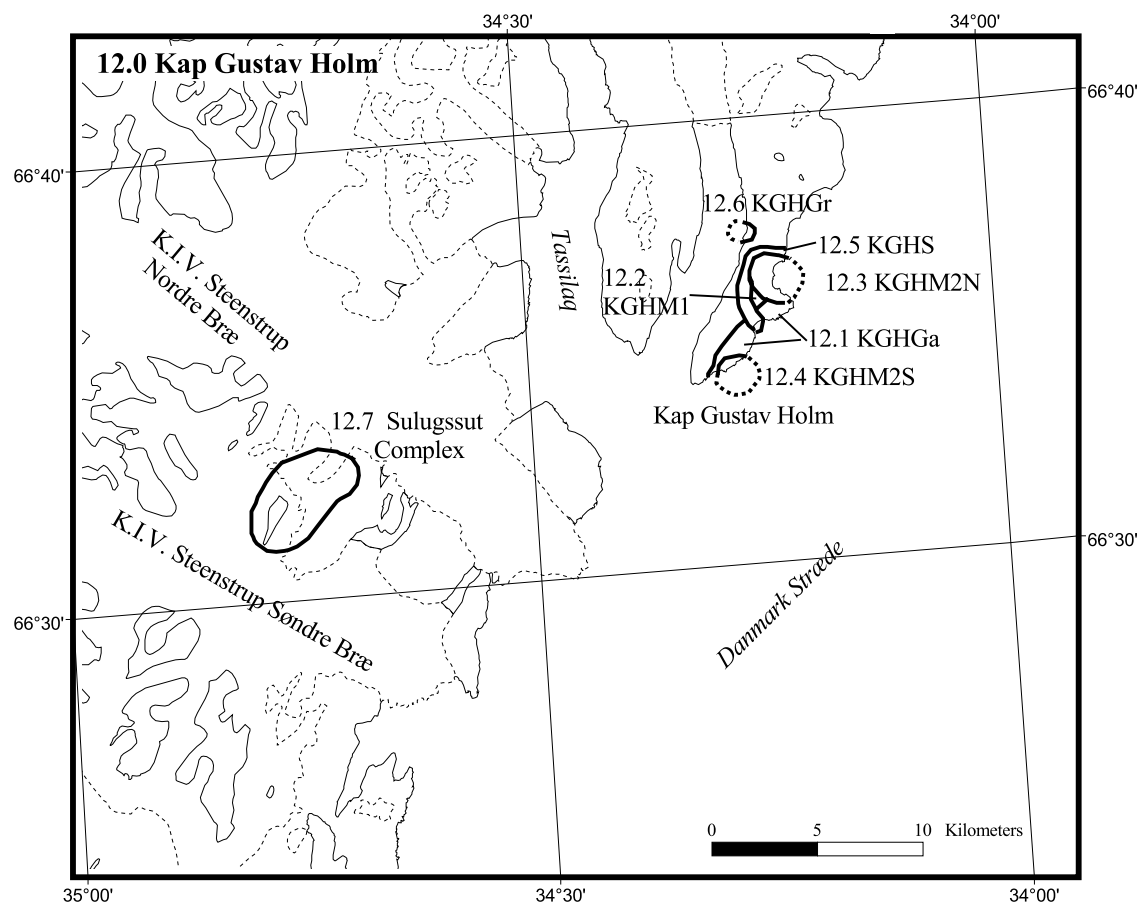 34°30'
34°00'
12.0 Kap Gustav Holm
66°40'
66°40'
12.6 KGHGr
K.I.V. Steenstrup
Nordre Bræ
Tassilaq
12.5 KGHS
12.2
KGHM1
12.3 KGHM2N
12.1 KGHGa
12.4 KGHM2S
Kap Gustav Holm
12.7 Sulugssut
Complex
K.I.V. Steenstrup Søndre Bræ
66°30'
Danmark Stræde
66°30'
0 5 10 Kilometers
35°00'
34°30'
34°00'